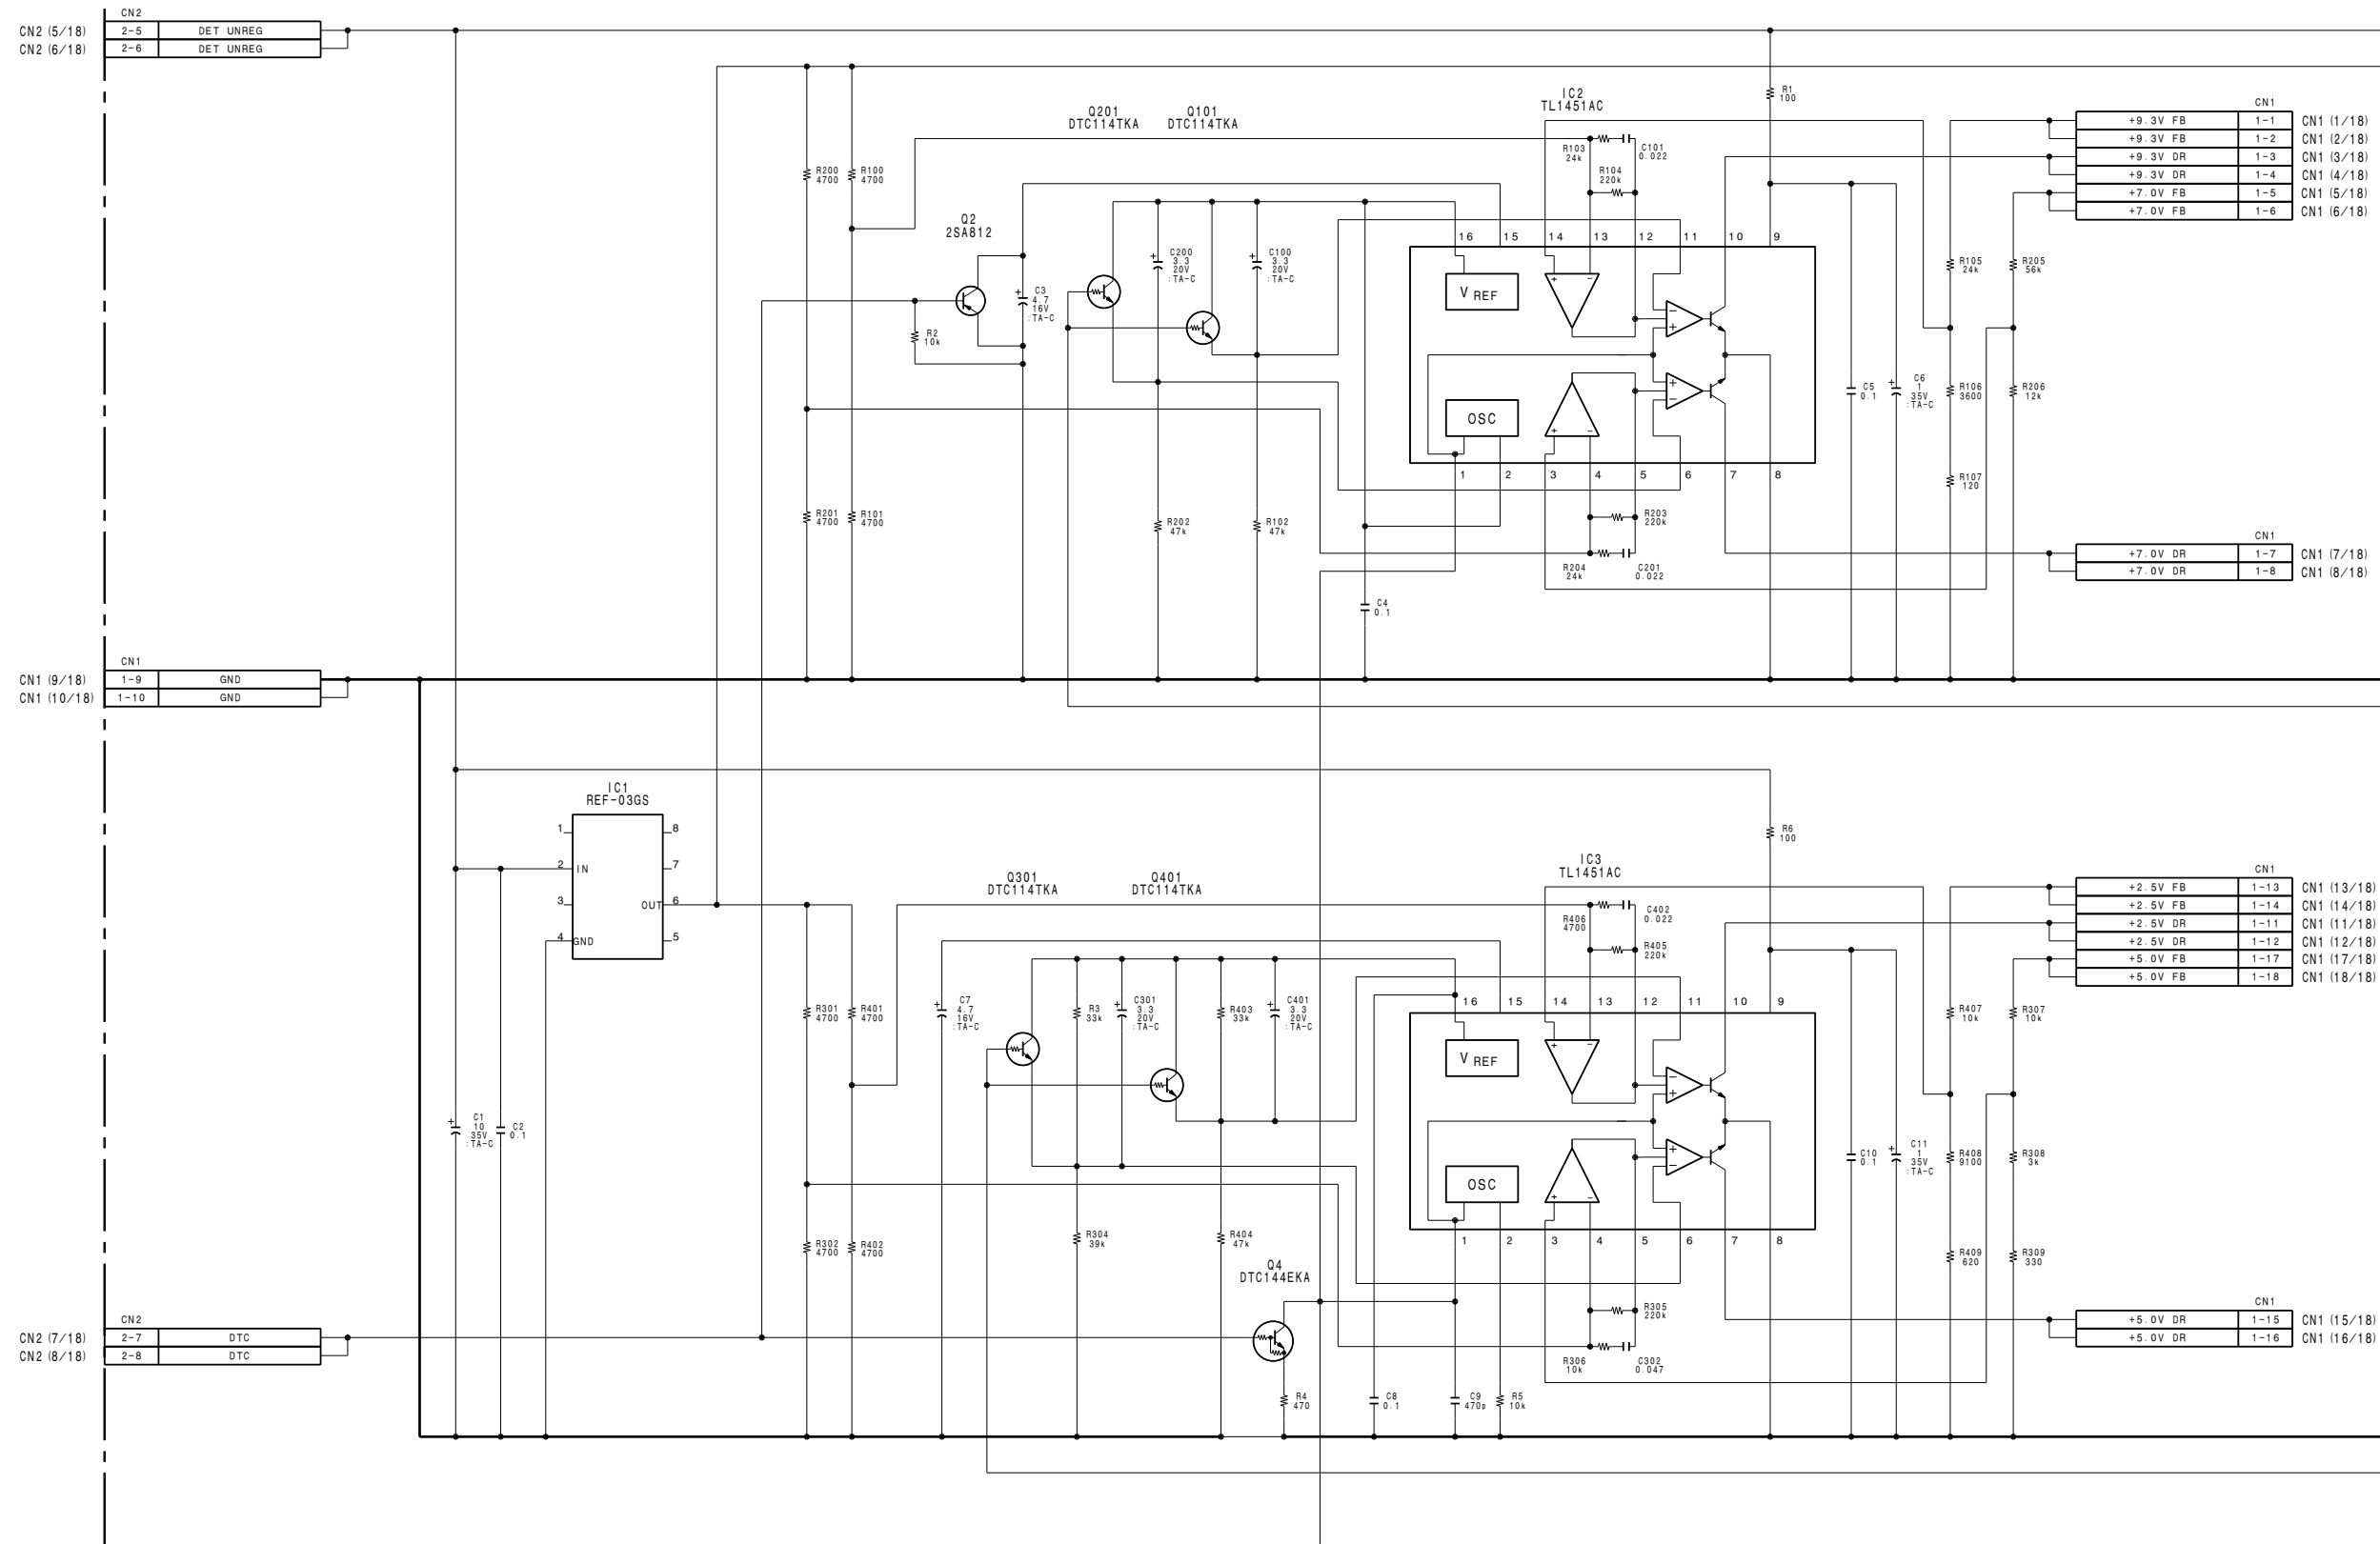 CN2
CN2 (5/18) 2-5 DET UNREG
CN2 (6/18) 2-6 DET UNREG
R1
100
IC2
TL1451AC
Q201
DTC114TKA
Q101
DTC114TKA
CN1
+9.3V FB 1-1 CN1 (1/18)
+9.3V FB 1-2 CN1 (2/18)
+9.3V DR 1-3 CN1 (3/18)
+9.3V DR 1-4 CN1 (4/18)
+7.0V FB 1-5 CN1 (5/18)
+7.0V FB 1-6 CN1 (6/18)
R103
24k
C101
0.022
R104
220k
R200
4700
R100
4700
Q2
2SA812
16 15 14 13 12 11 10 9
C200
3.3
20V
:TA-C
C100
3.3
20V
:TA-C
R105
24k
R205
56k
C3
4.7
16V
:TA-C
V REF
+ −
−
+
R2
10k
+
−
C5
0.1
C6
1
35V
:TA-C
R106
3600
R206
12k
OSC
+ −
1 2 3 4 5 6 7 8
R107
120
R201
4700
R101
4700
R202
47k
R102
47k
R203
220k
R204
24k
C201
0.022
CN1
+7.0V DR 1-7 CN1 (7/18)
+7.0V DR 1-8 CN1 (8/18)
C4
0.1
CN1
CN1 (9/18) 1-9 GND
CN1 (10/18) 1-10 GND
IC1
REF-03GS
1 8
2 IN 7
3 OUT 6
4 GND 5
R6
100
IC3
TL1451AC
Q301
DTC114TKA
Q401
DTC114TKA
CN1
+2.5V FB 1-13 CN1 (13/18)
+2.5V FB 1-14 CN1 (14/18)
+2.5V DR 1-11 CN1 (11/18)
+2.5V DR 1-12 CN1 (12/18)
+5.0V FB 1-17 CN1 (17/18)
+5.0V FB 1-18 CN1 (18/18)
R406
4700
C402
0.022
R405
220k
16 15 14 13 12 11 10 9
R301
4700
R401
4700
C7
4.7
16V
:TA-C
R3
33k
C301
3.3
20V
:TA-C
R403
33k
C401
3.3
20V
:TA-C
R407
10k
R307
10k
V REF
+ −
−
+
+
−
C1
10
35V
:TA-C
C2
0.1
C10
0.1
C11
1
35V
:TA-C
R408
9100
R308
3k
OSC
+ −
1 2 3 4 5 6 7 8
R302
4700
R402
4700
R304
39k
R404
47k
R409
620
R309
330
Q4
DTC144EKA
R305
220k
R306
10k
C302
0.047
CN2
CN2 (7/18) 2-7 DTC
CN2 (8/18) 2-8 DTC
CN1
+5.0V DR 1-15 CN1 (15/18)
+5.0V DR 1-16 CN1 (16/18)
R4
470
C8
0.1
C9
470p
R5
10k